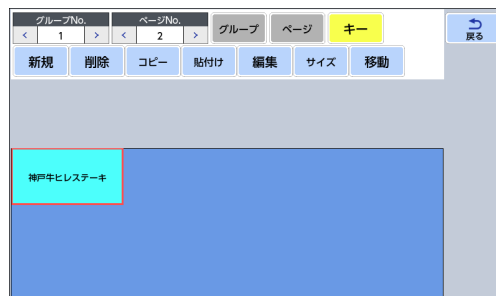 グループNo. ページNo.
< 1 > < 2 > グループ ページ キー
戻る
新規 削除 コピー 貼付け 編集 サイズ 移動
神戸牛ヒレステーキ